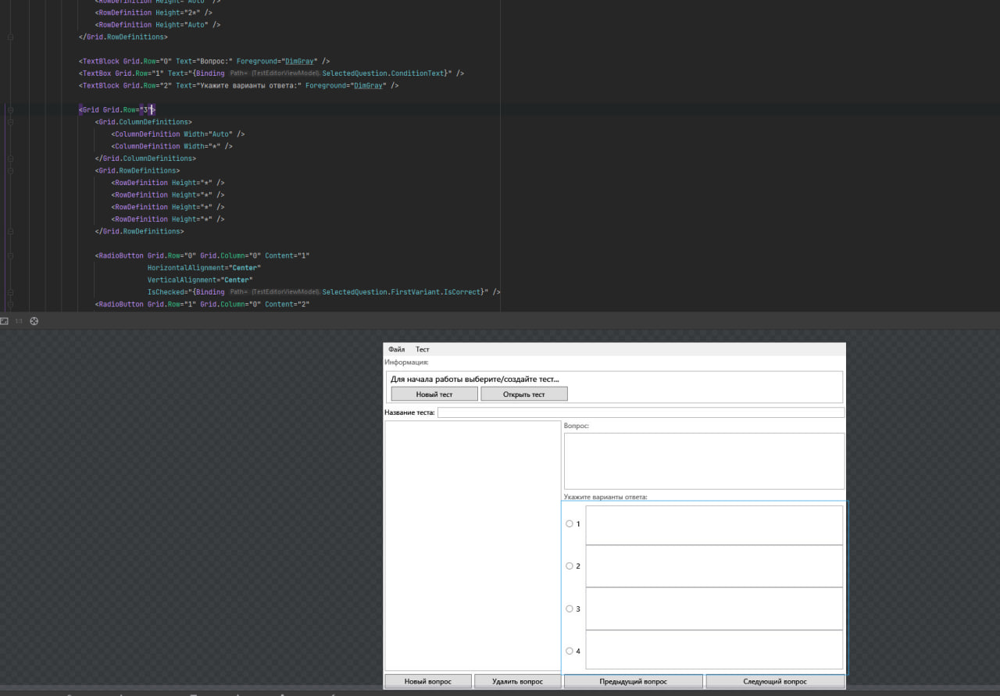 <RowDefinition Height="Auto" />
<RowDefinition Height="2*" />
<RowDefinition Height="Auto" />
</Grid.RowDefinitions>
<TextBlock Grid.Row="0" Text="Вопрос:" Foreground="DimGray" />
<TextBox Grid.Row="1" Text="{Binding Path= (TestEditorViewModel).SelectedQuestion.ConditionText}" />
<TextBlock Grid.Row="2" Text="Укажите варианты ответа:" Foreground="DimGray" />
<Grid Grid.Row="3">
<Grid.ColumnDefinitions>
<ColumnDefinition Width="Auto" />
<ColumnDefinition Width="*" />
</Grid.ColumnDefinitions>
<Grid.RowDefinitions>
<RowDefinition Height="*" />
<RowDefinition Height="*" />
<RowDefinition Height="*" />
<RowDefinition Height="*" />
</Grid.RowDefinitions>
<RadioButton Grid.Row="0" Grid.Column="0" Content="1"
HorizontalAlignment="Center"
VerticalAlignment="Center"
IsChecked="{Binding Path= (TestEditorViewModel).SelectedQuestion.FirstVariant.IsCorrect}" />
<RadioButton Grid.Row="1" Grid.Column="0" Content="2"
1:1
Файл Тест
Информация:
Для начала работы выберите/создайте тест...
Новый тест Открыть тест
Название теста:
Вопрос:
Укажите варианты ответа:
1
2
3
4
Новый вопрос Удалить вопрос Предыдущий вопрос Следующий вопрос